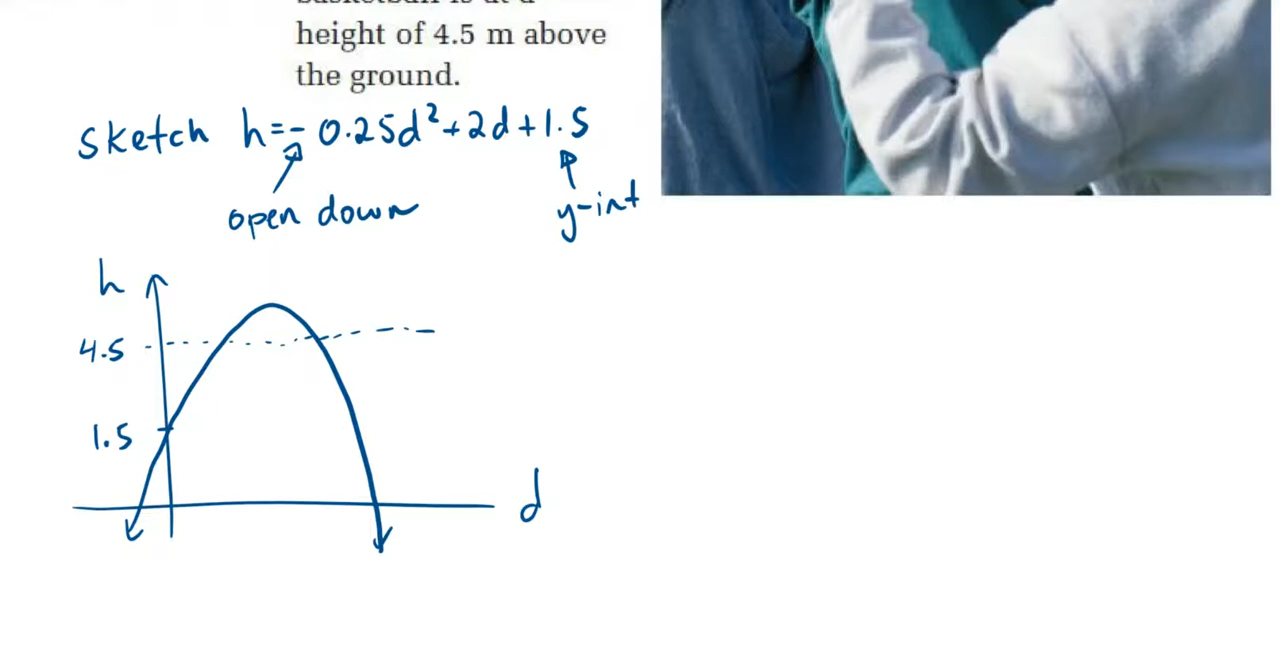 height of 4.5 m above
the ground.
sketch h=-0.25d²+2d+1.5
open down
y-int
h
4.5
1.5
d